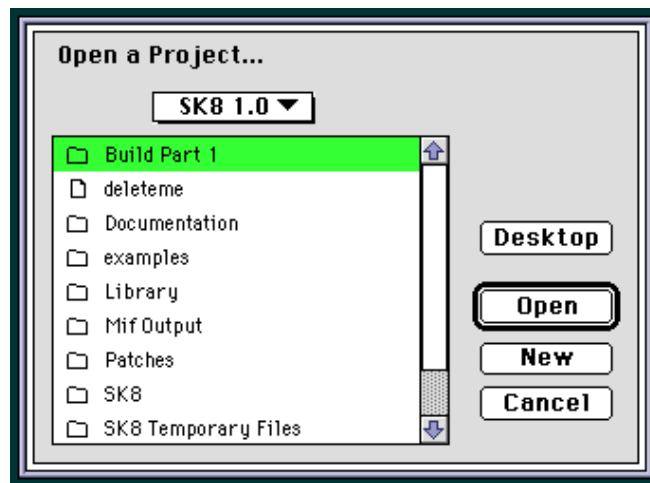 Open a Project...
SK8 1.0
Build Part 1
deleteme
Documentation
examples
Library
Mif Output
Patches
SK8
SK8 Temporary Files
Desktop
Open
New
Cancel